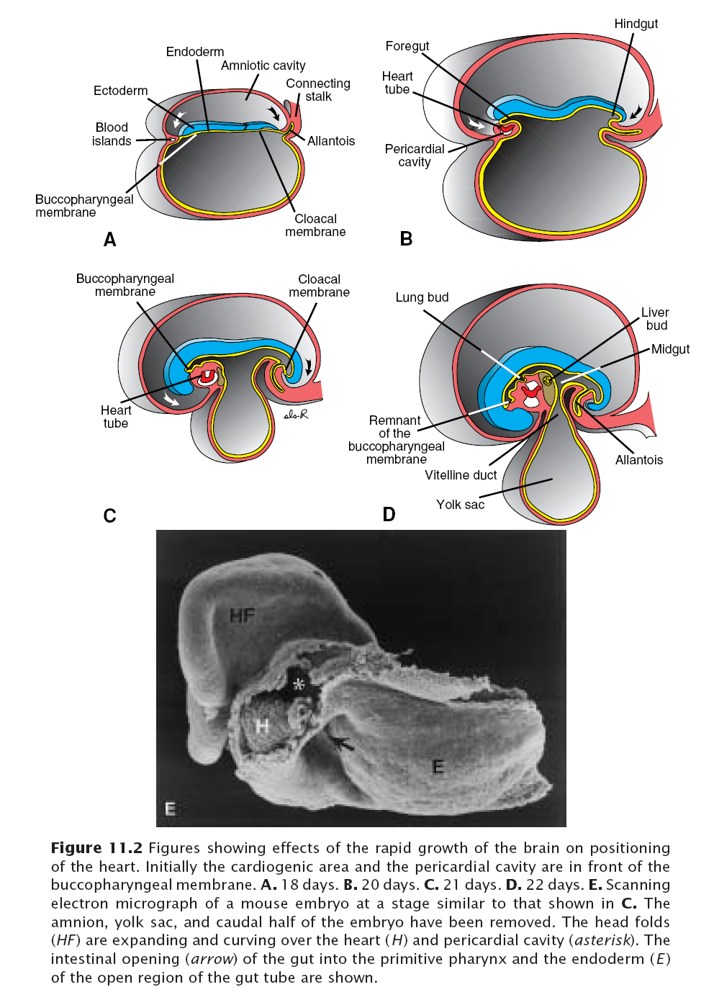 Endoderm
Amniotic cavity
Connecting
stalk
Ectoderm
Blood
islands
Allantois
Buccopharyngeal
membrane
Cloacal
membrane
A
Hindgut
Foregut
Heart
tube
Pericardial
cavity
B
Buccopharyngeal
membrane
Cloacal
membrane
Heart
tube
sls-R
C
Lung bud
Liver
bud
Midgut
Remnant
of the
buccopharyngeal
membrane
Allantois
Vitelline duct
Yolk sac
D
HF
*
H
E
E
Figure 11.2 Figures showing effects of the rapid growth of the brain on positioning
of the heart. Initially the cardiogenic area and the pericardial cavity are in front of the
buccopharyngeal membrane. A. 18 days. B. 20 days. C. 21 days. D. 22 days. E. Scanning
electron micrograph of a mouse embryo at a stage similar to that shown in C. The
amnion, yolk sac, and caudal half of the embryo have been removed. The head folds
(HF) are expanding and curving over the heart (H) and pericardial cavity (asterisk). The
intestinal opening (arrow) of the gut into the primitive pharynx and the endoderm (E)
of the open region of the gut tube are shown.